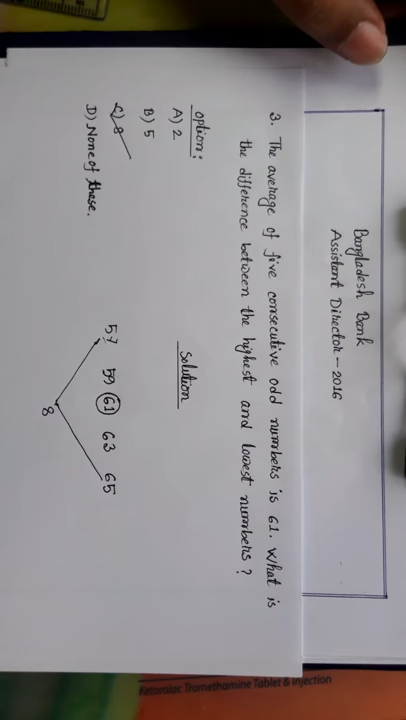 Bangladesh Bank
Assistant Director - 2016
3. The average of five consecutive odd numbers is 61. What is
the difference between the highest and lowest numbers?
option:
A) 2
B) 5
C) 8
D) None of these.
Solution
57 59 61 63 65
8
Ketorolac Tromethamine Tablet & Injection